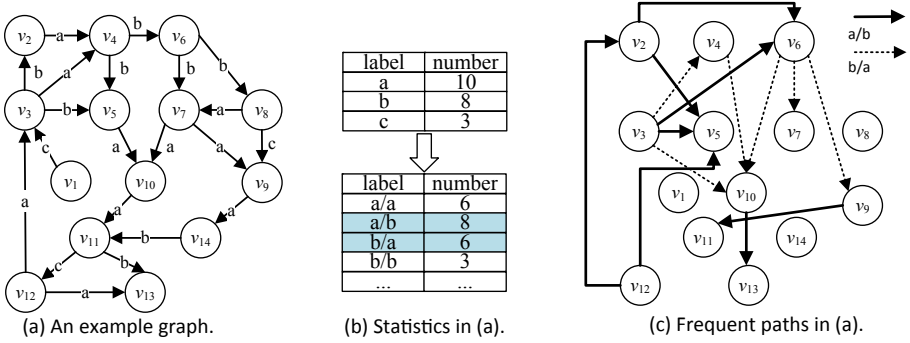 b
v2 a v4 v6
b
b a b b
v3 b v5 v7 a v8
c a a a c
v1 v10 v9
a
a a
v11 b v14
c b
v12 a v13
(a) An example graph.
label number
a 10
b 8
c 3
label number
a/a 6
a/b 8
b/a 6
b/b 3
... ...
(b) Statistics in (a).
a/b
b/a
v2 v4 v6
v3 v5 v7 v8
v1 v10 v9
v11 v14
v12 v13
(c) Frequent paths in (a).